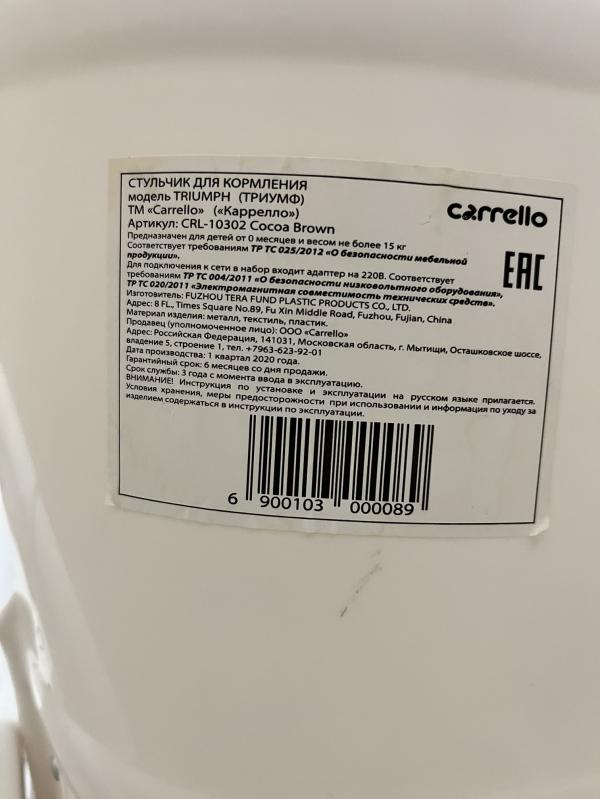 СТУЛЬЧИК ДЛЯ КОРМЛЕНИЯ
модель TRIUMPH (ТРИУМФ)
ТМ «Carrello» («Каррелло»)
Артикул: CRL-10302 Cocoa Brown
carrello
Предназначен для детей от 0 месяцев и весом не более 15 кг
Соответствует требованиям ТР ТС 025/2012 «О безопасности мебельной
продукции».
Для подключения к сети в набор входит адаптер на 220В. Соответствует
требованиям ТР ТС 004/2011 «О безопасности низковольтного оборудования»,
ТР ТС 020/2011 «Электромагнитная совместимость технических средств».
EAC
Изготовитель: FUZHOU TERA FUND PLASTIC PRODUCTS CO., LTD.
Адрес: 8 FL., Times Square No.89, Fu Xin Middle Road, Fuzhou, Fujian, China
Материал изделия: металл, текстиль, пластик.
Продавец (уполномоченное лицо): ООО «Carrello»
Адрес: Российская Федерация, 141031, Московская область, г. Мытищи, Осташковское шоссе,
владение 5, строение 1, тел. +7963-623-92-01
Дата производства: 1 квартал 2020 года.
Гарантийный срок: 6 месяцев со дня продажи.
Срок службы: 3 года с момента ввода в эксплуатацию.
ВНИМАНИЕ! Инструкция по установке и эксплуатации на русском языке прилагается.
Условия хранения, меры предосторожности при использовании и информация по уходу за
изделием содержаться в инструкции по эксплуатации.
6 900103 000089